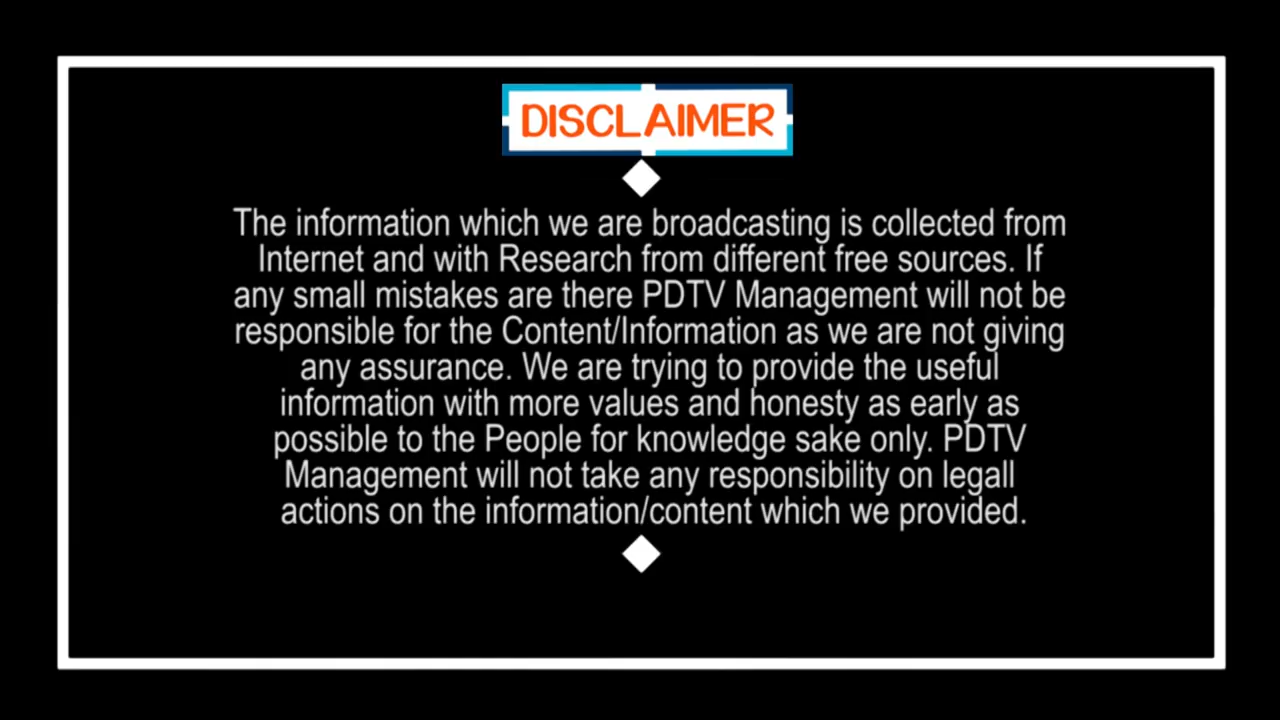 DISCLAIMER
The information which we are broadcasting is collected from
Internet and with Research from different free sources. If
any small mistakes are there PDTV Management will not be
responsible for the Content/Information as we are not giving
any assurance. We are trying to provide the useful
information with more values and honesty as early as
possible to the People for knowledge sake only. PDTV
Management will not take any responsibility on legall
actions on the information/content which we provided.